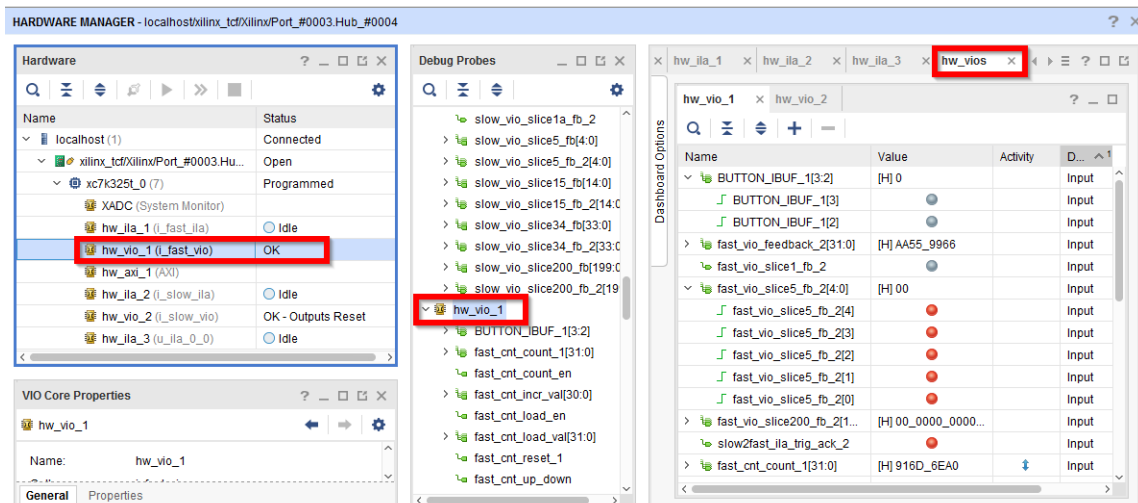 HARDWARE MANAGER - localhost/xilinx_tcf/Xilinx/Port_#0003.Hub_#0004
Hardware
Name Status
localhost (1) Connected
xilinx_tcf/Xilinx/Port_#0003.Hu... Open
xc7k325t_0 (7) Programmed
XADC (System Monitor)
hw_ila_1 (i_fast_ila) Idle
hw_vio_1 (i_fast_vio) OK
hw_axi_1 (AXI)
hw_ila_2 (i_slow_ila) Idle
hw_vio_2 (i_slow_vio) OK - Outputs Reset
hw_ila_3 (u_ila_0_0) Idle
VIO Core Properties
hw_vio_1
Name: hw_vio_1
General Properties
Debug Probes
slow_vio_slice1a_fb_2
slow_vio_slice5_fb[4:0]
slow_vio_slice5_fb_2[4:0]
slow_vio_slice15_fb[14:0]
slow_vio_slice15_fb_2[14:0
slow_vio_slice34_fb[33:0]
slow_vio_slice34_fb_2[33:0
slow_vio_slice200_fb[199:0
slow_vio_slice200_fb_2[19
hw_vio_1
BUTTON_IBUF_1[3:2]
fast_cnt_count_1[31:0]
fast_cnt_count_en
fast_cnt_incr_val[30:0]
fast_cnt_load_en
fast_cnt_load_val[31:0]
fast_cnt_reset_1
fast_cnt_up_down
hw_ila_1 hw_ila_2 hw_ila_3 hw_vios
Dashboard Options
hw_vio_1 hw_vio_2
Name Value Activity D... 1
BUTTON_IBUF_1[3:2] [H] 0 Input
BUTTON_IBUF_1[3] Input
BUTTON_IBUF_1[2] Input
fast_vio_feedback_2[31:0] [H] AA55_9966 Input
fast_vio_slice1_fb_2 Input
fast_vio_slice5_fb_2[4:0] [H] 00 Input
fast_vio_slice5_fb_2[4] Input
fast_vio_slice5_fb_2[3] Input
fast_vio_slice5_fb_2[2] Input
fast_vio_slice5_fb_2[1] Input
fast_vio_slice5_fb_2[0] Input
fast_vio_slice200_fb_2[1... [H] 00_0000_0000... Input
slow2fast_ila_trig_ack_2 Input
fast_cnt_count_1[31:0] [H] 916D_6EA0 Input